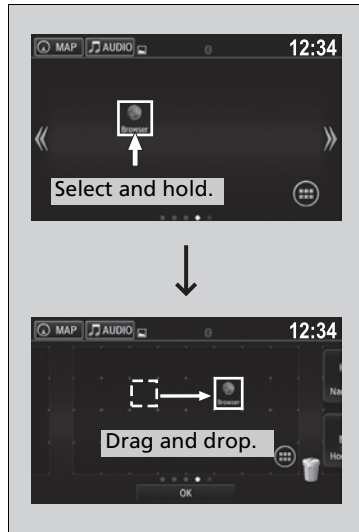 MAP AUDIO 12:34
Browser
Select and hold.
MAP AUDIO 12:34
Browser
Drag and drop.
OK